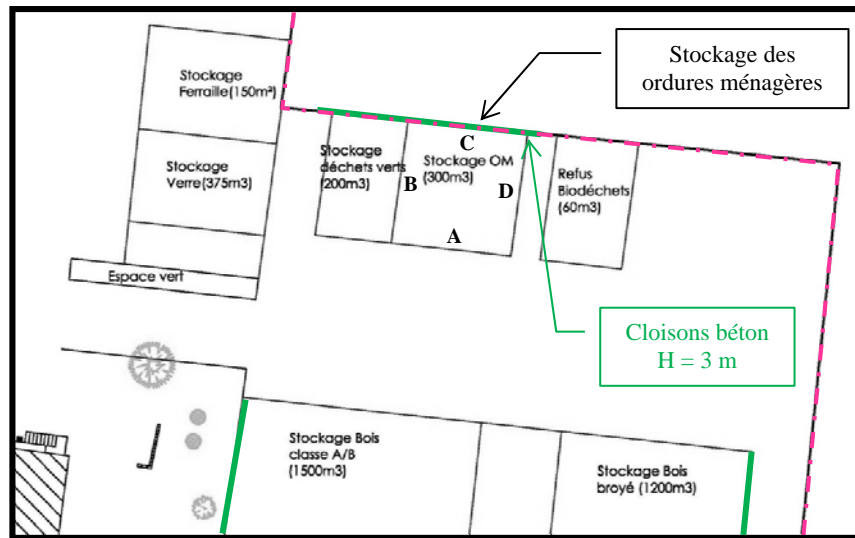 Stockage des
ordures ménagères
Stockage
Ferraille(150m²)
C
Stockage
déchets verts
(200m3)
B
Stockage OM
(300m3)
D
Stockage
Verre(375m3)
Refus
Biodéchets
(60m3)
A
Espace vert
Cloisons béton
H = 3 m
Stockage Bois
classe A/B
(1500m3)
Stockage Bois
broyé (1200m3)